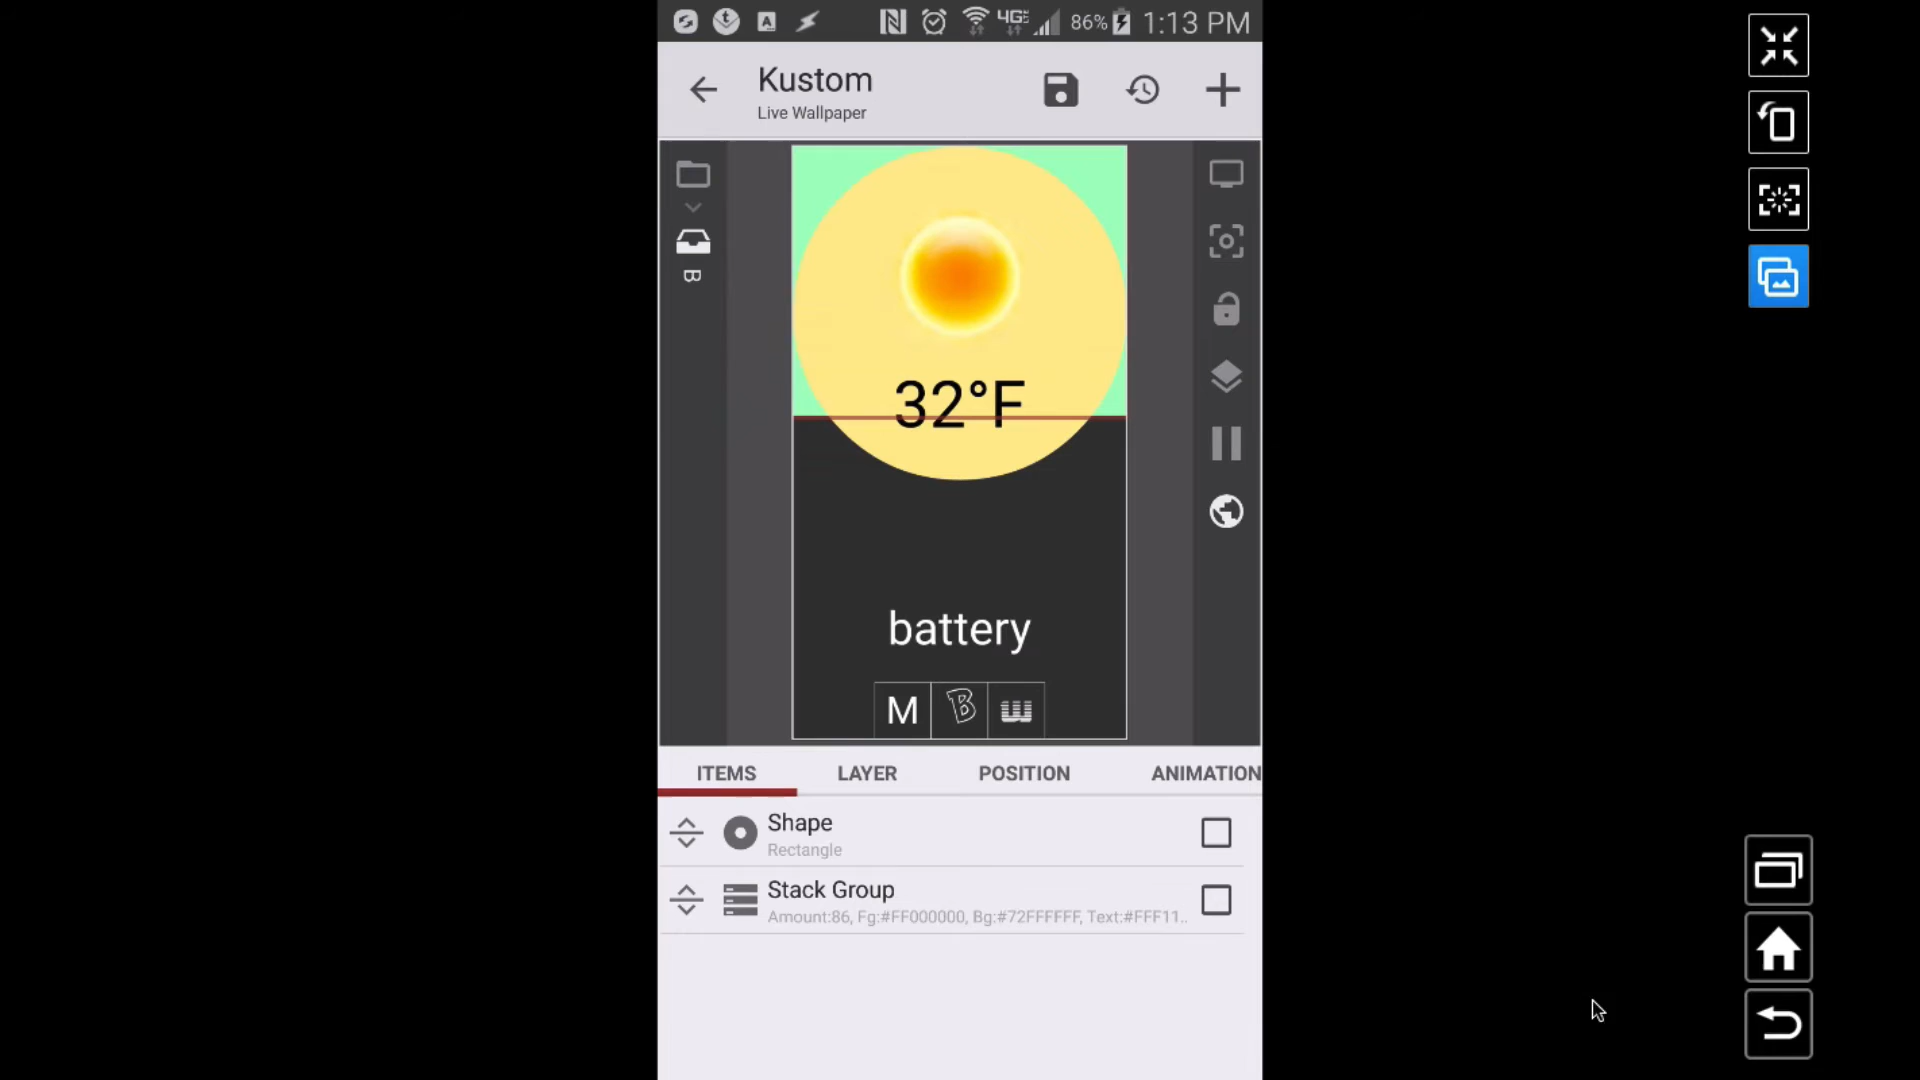 4G 86% 1:13 PM
Kustom
Live Wallpaper
B
32°F
battery
M B W
ITEMS LAYER POSITION ANIMATION
Shape
Rectangle
Stack Group
Amount:86, Fg:#FF000000, Bg:#72FFFFFF, Text:#FFF11..